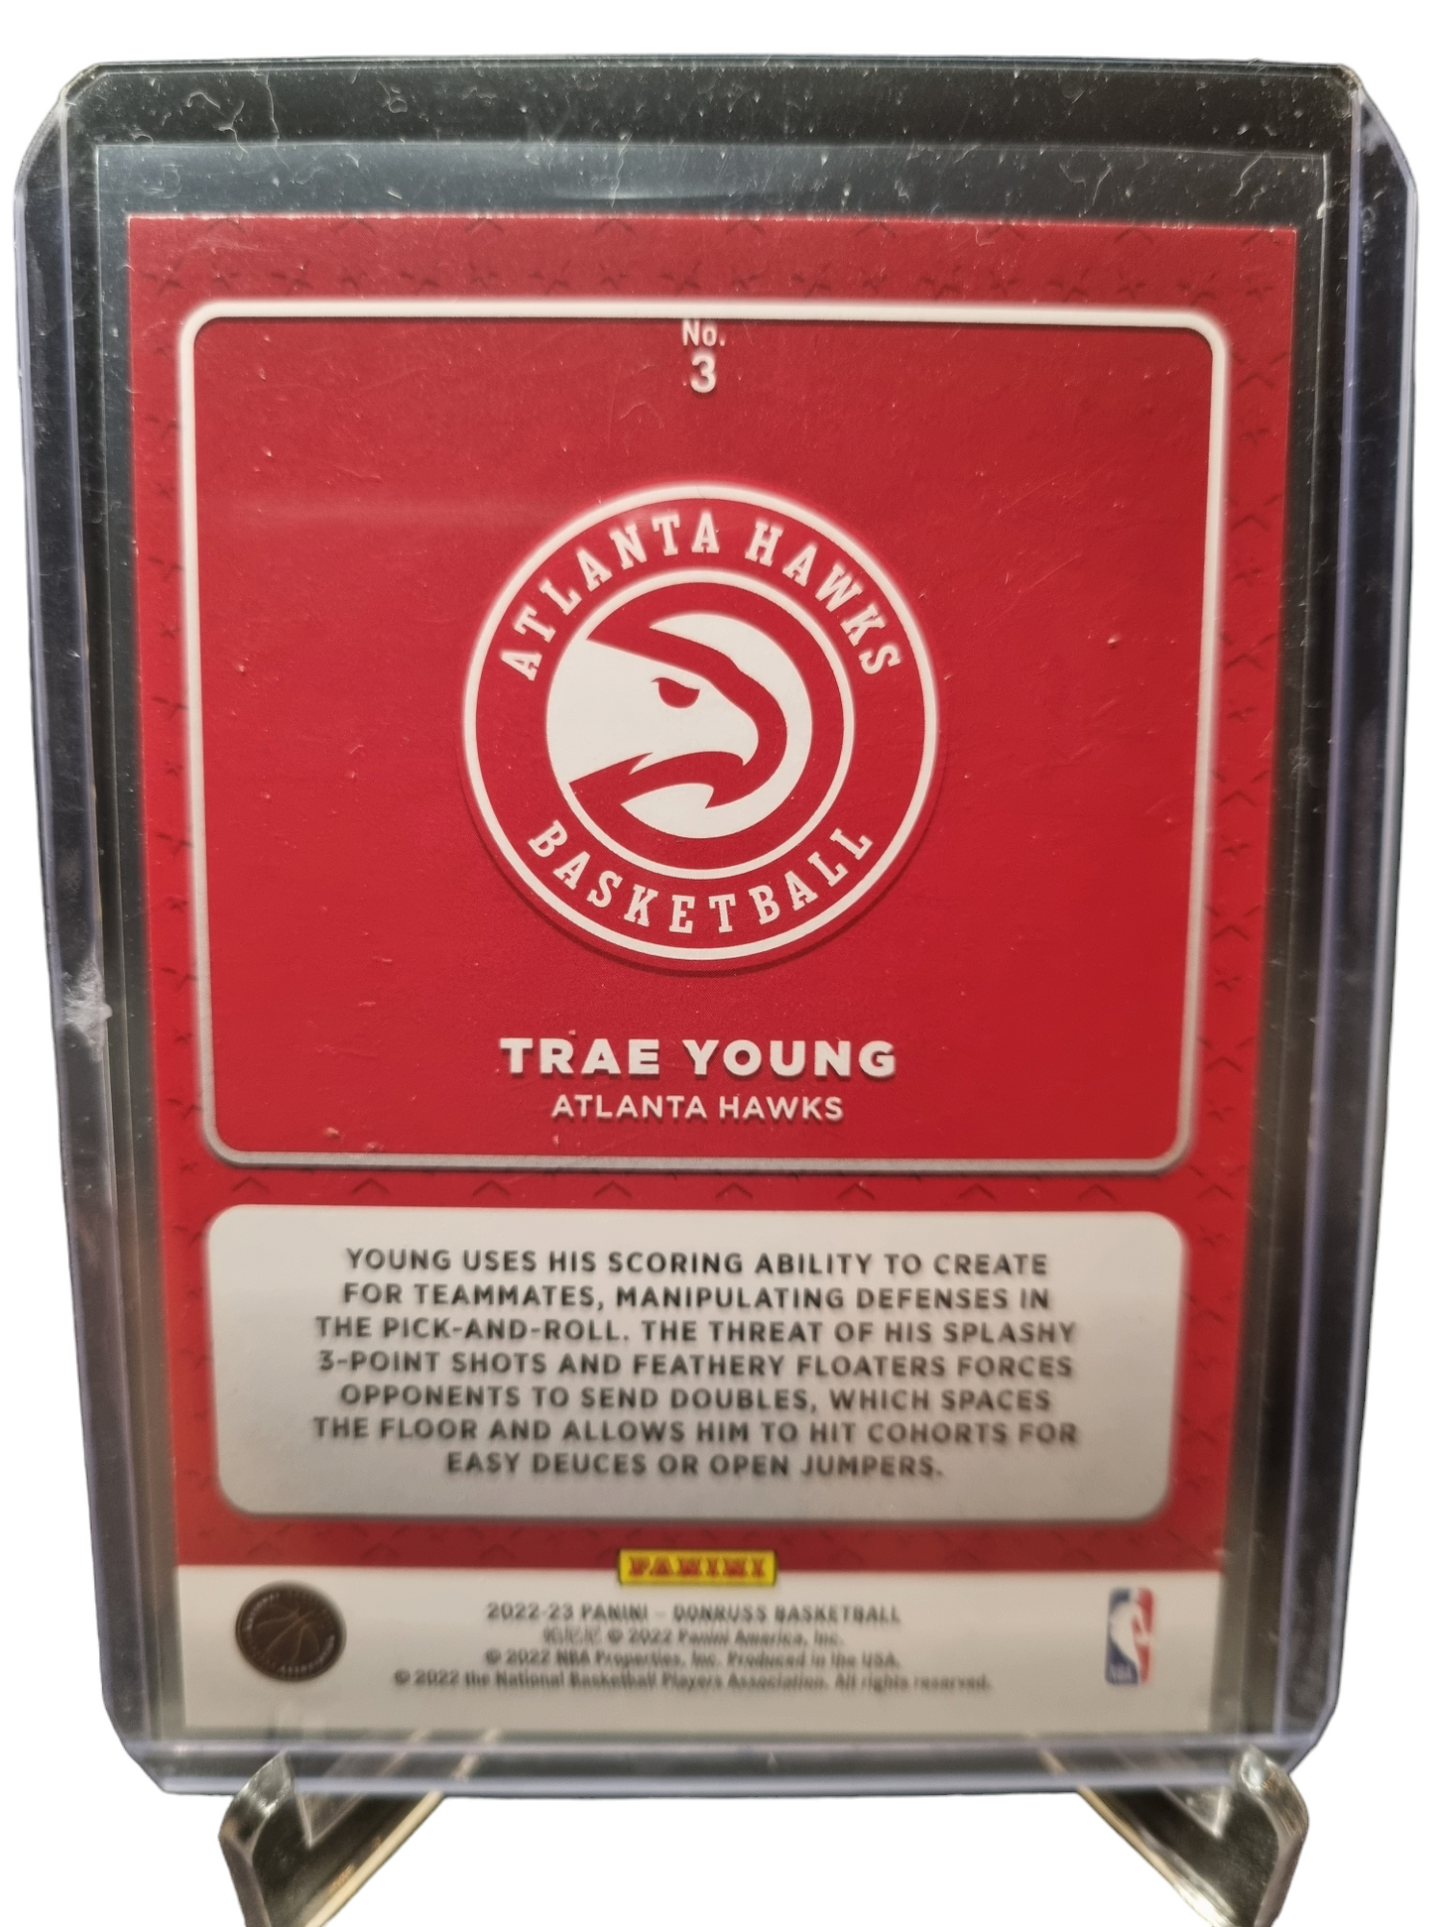 No.
3
ATLANTA HAWKS
BASKETBALL
TRAE YOUNG
ATLANTA HAWKS
YOUNG USES HIS SCORING ABILITY TO CREATE
FOR TEAMMATES, MANIPULATING DEFENSES IN
THE PICK-AND-ROLL. THE THREAT OF HIS SPLASHY
3-POINT SHOTS AND FEATHERY FLOATERS FORCES
OPPONENTS TO SEND DOUBLES, WHICH SPACES
THE FLOOR AND ALLOWS HIM TO HIT COHORTS FOR
EASY DEUCES OR OPEN JUMPERS.
PANINI
2022-23 PANINI – DONRUSS BASKETBALL
© 2022 Panini America, Inc.
© 2022 NBA Properties, Inc. Produced in the USA.
© 2022 the National Basketball Players Association. All rights reserved.